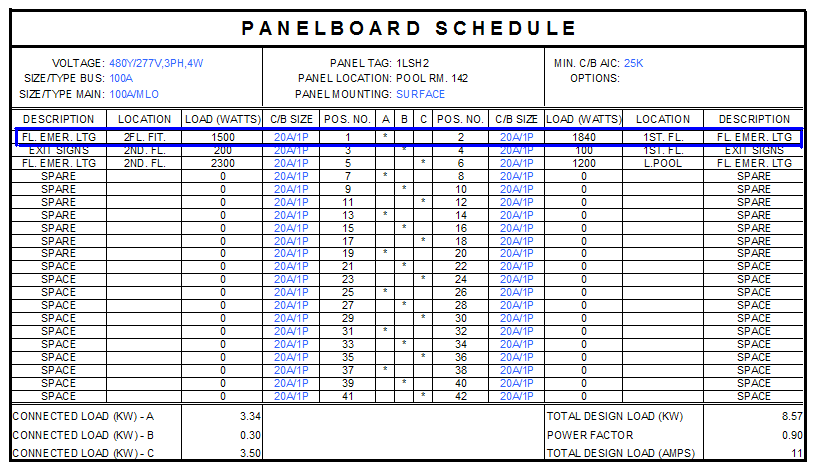 PANELBOARD SCHEDULE
VOLTAGE: 480Y/277V,3PH,4W PANEL TAG: 1LSH2 MIN. C/B AIC: 25K
SIZE/TYPE BUS: 100A PANEL LOCATION: POOL RM. 142 OPTIONS:
SIZE/TYPE MAIN: 100A/MLO PANEL MOUNTING: SURFACE
DESCRIPTION LOCATION LOAD (WATTS) C/B SIZE POS. NO. A B C POS. NO. C/B SIZE LOAD (WATTS) LOCATION DESCRIPTION
FL. EMER. LTG 2FL. FIT. 1500 20A/1P 1 * 2 20A/1P 1840 1ST. FL. FL EMER. LTG
EXIT SIGNS 2ND. FL. 200 20A/1P 3 * 4 20A/1P 100 1ST. FL. EXIT SIGNS
FL. EMER. LTG 2ND. FL. 2300 20A/1P 5 * 6 20A/1P 1200 L.POOL FL EMER. LTG
SPARE 0 20A/1P 7 * 8 20A/1P 0 SPARE
SPARE 0 20A/1P 9 * 10 20A/1P 0 SPARE
SPARE 0 20A/1P 11 * 12 20A/1P 0 SPARE
SPARE 0 20A/1P 13 * 14 20A/1P 0 SPARE
SPARE 0 20A/1P 15 * 16 20A/1P 0 SPARE
SPARE 0 20A/1P 17 * 18 20A/1P 0 SPARE
SPARE 0 20A/1P 19 * 20 20A/1P 0 SPARE
SPACE 0 20A/1P 21 * 22 20A/1P 0 SPACE
SPACE 0 20A/1P 23 * 24 20A/1P 0 SPACE
SPACE 0 20A/1P 25 * 26 20A/1P 0 SPACE
SPACE 0 20A/1P 27 * 28 20A/1P 0 SPACE
SPACE 0 20A/1P 29 * 30 20A/1P 0 SPACE
SPACE 0 20A/1P 31 * 32 20A/1P 0 SPACE
SPACE 0 20A/1P 33 * 34 20A/1P 0 SPACE
SPACE 0 20A/1P 35 * 36 20A/1P 0 SPACE
SPACE 0 20A/1P 37 * 38 20A/1P 0 SPACE
SPACE 0 20A/1P 39 * 40 20A/1P 0 SPACE
SPACE 0 20A/1P 41 * 42 20A/1P 0 SPACE
CONNECTED LOAD (KW) - A 3.34 TOTAL DESIGN LOAD (KW) 8.57
CONNECTED LOAD (KW) - B 0.30 POWER FACTOR 0.90
CONNECTED LOAD (KW) - C 3.50 TOTAL DESIGN LOAD (AMPS) 11